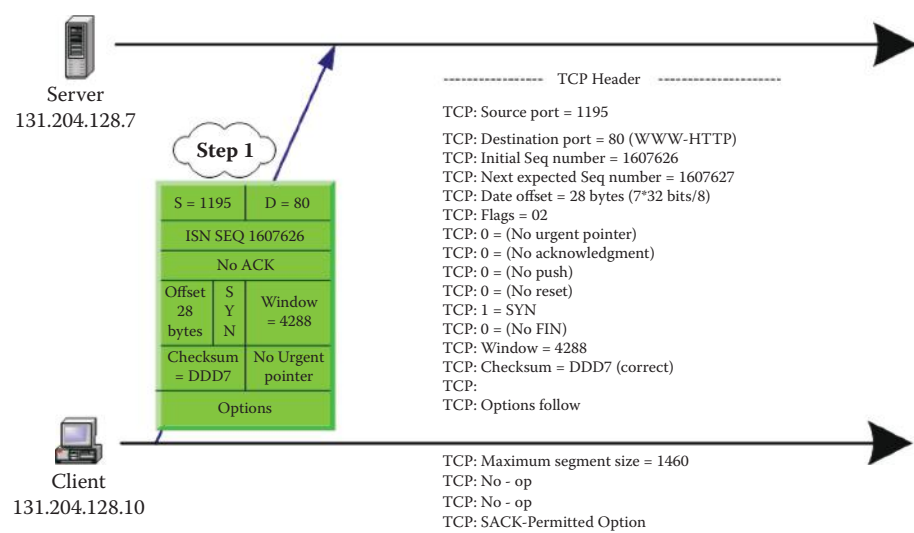 Server
131.204.128.7
Step 1
S = 1195
D = 80
ISN SEQ 1607626
No ACK
Offset
28
bytes
S
Y
N
Window
= 4288
Checksum
= DDD7
No Urgent
pointer
Options
Client
131.204.128.10
-------------------- TCP Header ------------------------
TCP: Source port = 1195
TCP: Destination port = 80 (WWW-HTTP)
TCP: Initial Seq number = 1607626
TCP: Next expected Seq number = 1607627
TCP: Date offset = 28 bytes (7*32 bits/8)
TCP: Flags = 02
TCP: 0 = (No urgent pointer)
TCP: 0 = (No acknowledgment)
TCP: 0 = (No push)
TCP: 0 = (No reset)
TCP: 1 = SYN
TCP: 0 = (No FIN)
TCP: Window = 4288
TCP: Checksum = DDD7 (correct)
TCP:
TCP: Options follow
TCP: Maximum segment size = 1460
TCP: No - op
TCP: No - op
TCP: SACK-Permitted Option